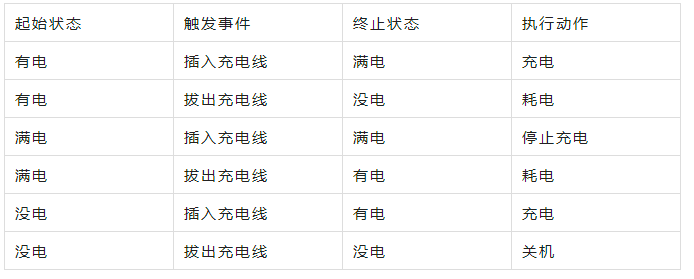 起始状态 触发事件 终止状态 执行动作
有电 插入充电线 满电 充电
有电 拔出充电线 没电 耗电
满电 插入充电线 满电 停止充电
满电 拔出充电线 有电 耗电
没电 插入充电线 有电 充电
没电 拔出充电线 没电 关机